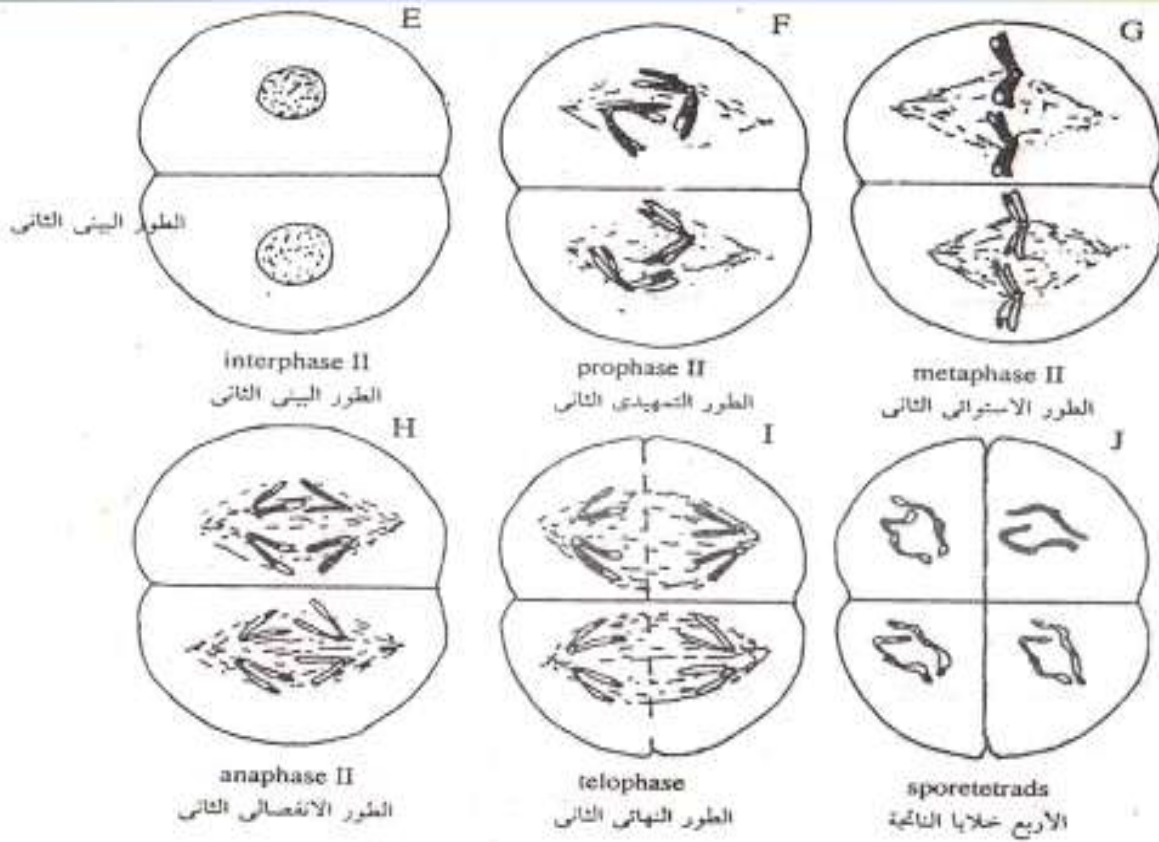 E
F
G
الطور البينى الثانى
interphase II
الطور البينى الثانى
prophase II
الطور التمهيدى الثانى
metaphase II
الطور الاستوائى الثانى
H
I
J
anaphase II
الطور الانفصالى الثانى
telophase
الطور النهائى الثانى
sporetetrads
الأربع خلايا الناتجة